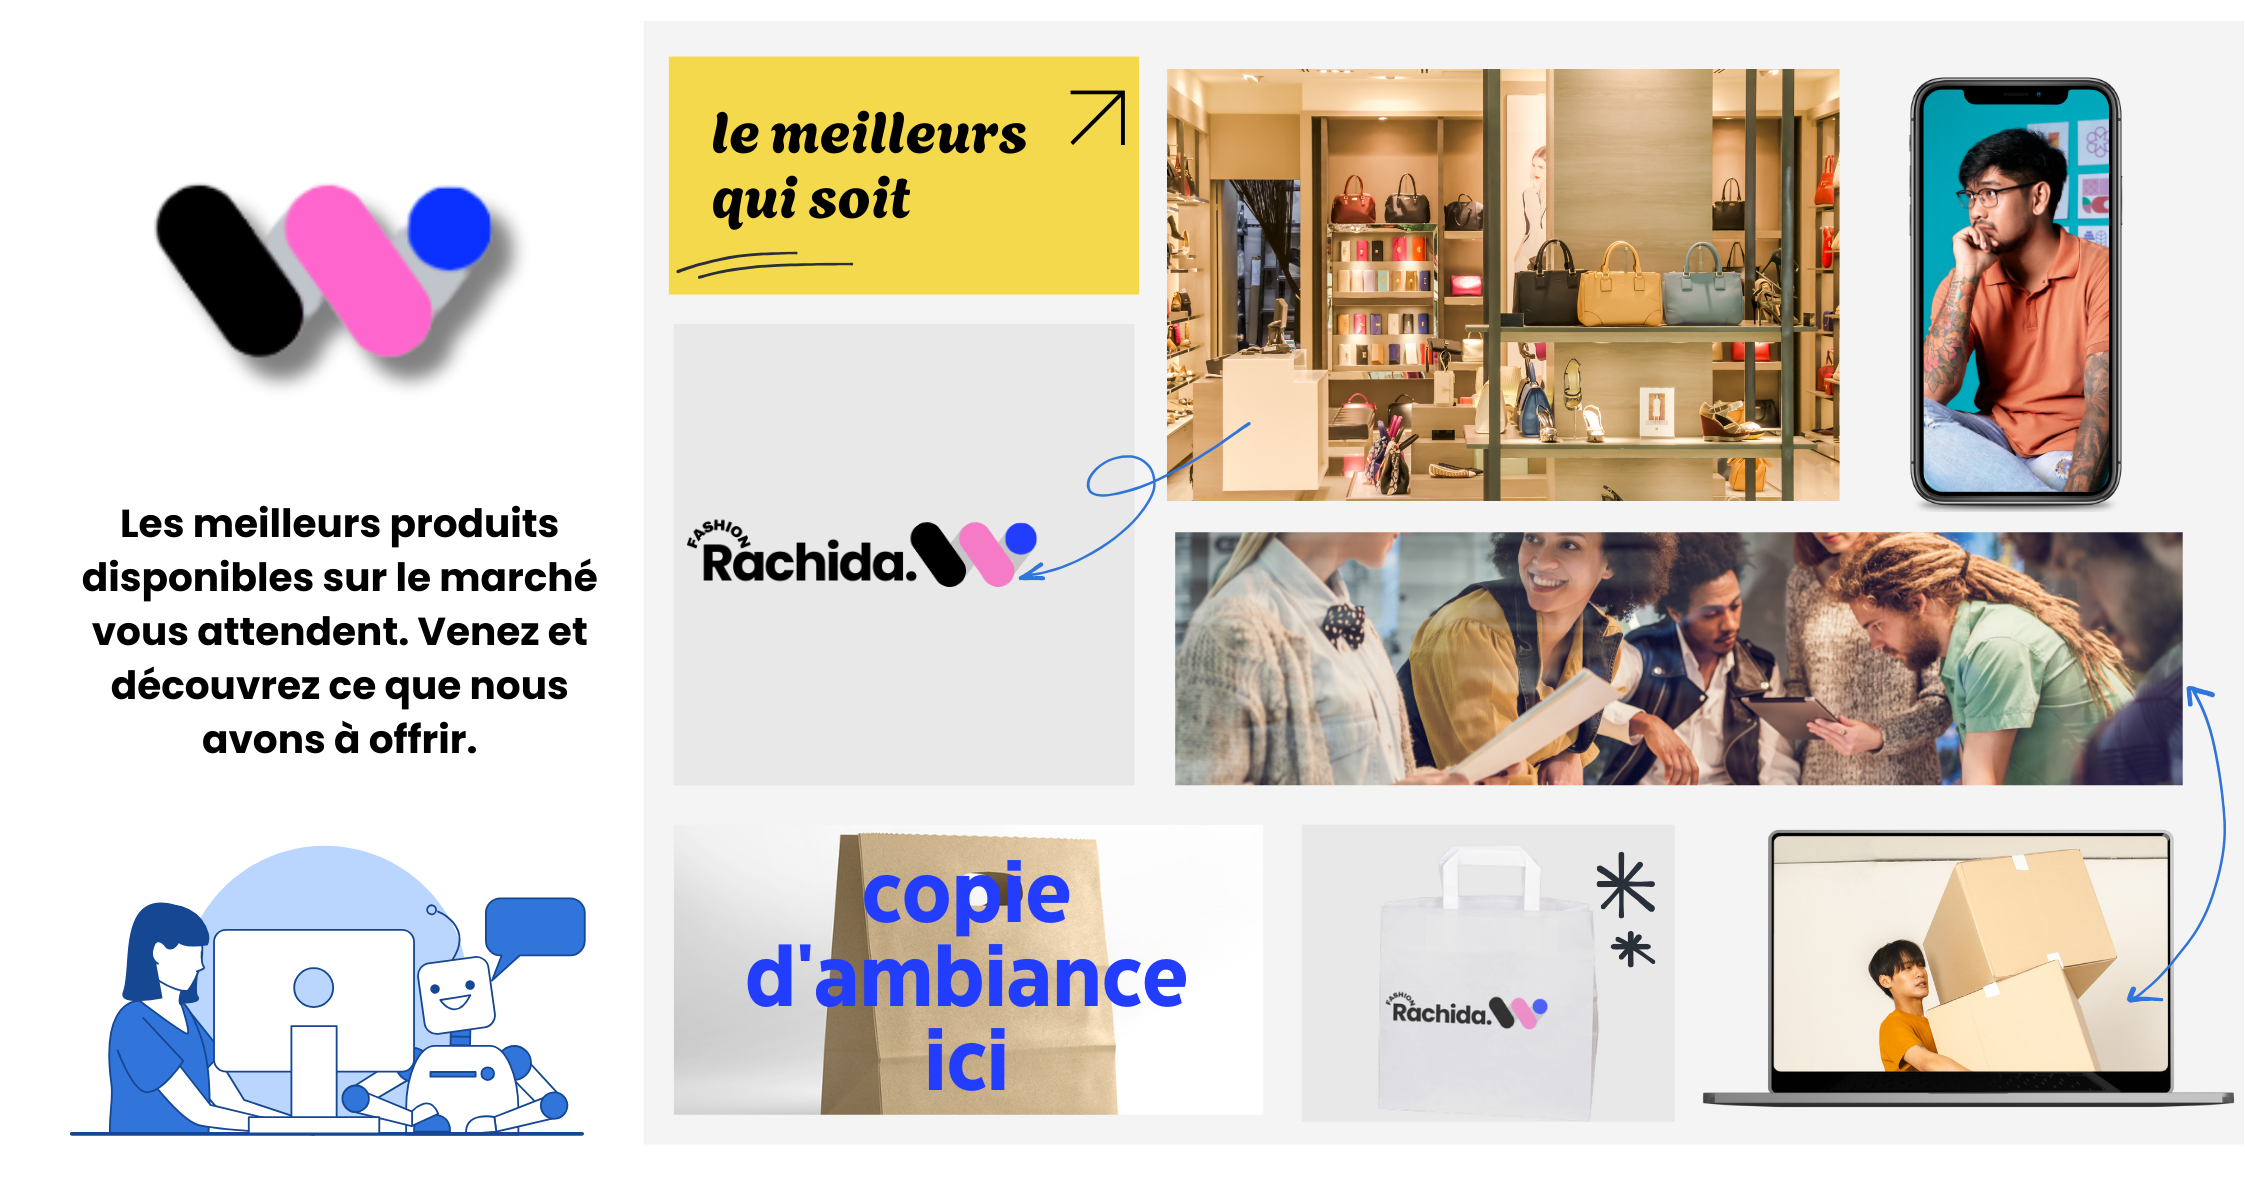 Les meilleurs produits
disponibles sur le marché
vous attendent. Venez et
découvrez ce que nous
avons à offrir.
le meilleurs
qui soit
FASHION
Rachida.
copie
d'ambiance
ici
FASHION
Rachida.